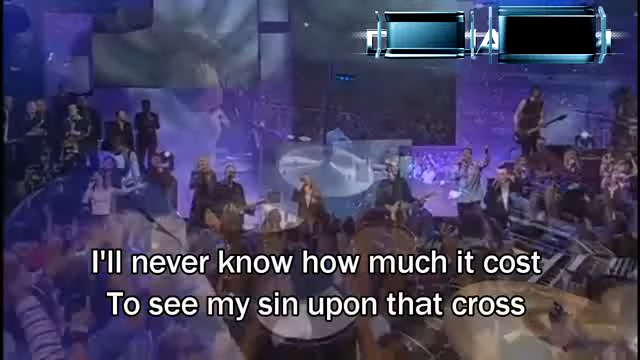 I'll never know how much it cost
To see my sin upon that cross